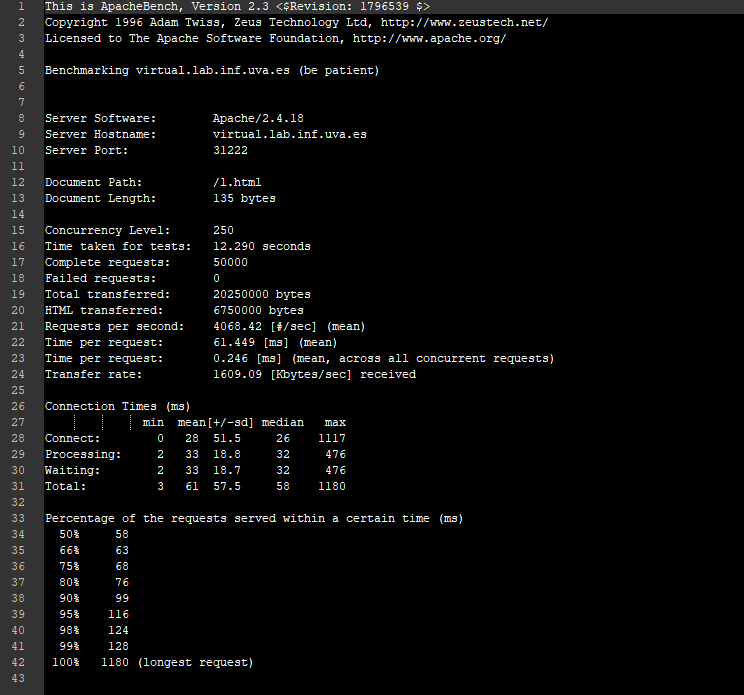 1 This is ApacheBench, Version 2.3 <$Revision: 1796539 $>
2 Copyright 1996 Adam Twiss, Zeus Technology Ltd, http://www.zeustech.net/
3 Licensed to The Apache Software Foundation, http://www.apache.org/
4
5 Benchmarking virtual.lab.inf.uva.es (be patient)
6
7
8 Server Software:        Apache/2.4.18
9 Server Hostname:        virtual.lab.inf.uva.es
10 Server Port:            31222
11
12 Document Path:          /1.html
13 Document Length:        135 bytes
14
15 Concurrency Level:      250
16 Time taken for tests:   12.290 seconds
17 Complete requests:      50000
18 Failed requests:        0
19 Total transferred:      20250000 bytes
20 HTML transferred:       6750000 bytes
21 Requests per second:    4068.42 [#/sec] (mean)
22 Time per request:       61.449 [ms] (mean)
23 Time per request:       0.246 [ms] (mean, across all concurrent requests)
24 Transfer rate:          1609.09 [Kbytes/sec] received
25
26 Connection Times (ms)
27               min  mean[+/-sd] median   max
28 Connect:        0   28  51.5     26    1117
29 Processing:     2   33  18.8     32     476
30 Waiting:        2   33  18.7     32     476
31 Total:          3   61  57.5     58    1180
32
33 Percentage of the requests served within a certain time (ms)
34   50%     58
35   66%     63
36   75%     68
37   80%     76
38   90%     99
39   95%    116
40   98%    124
41   99%    128
42  100%   1180 (longest request)
43